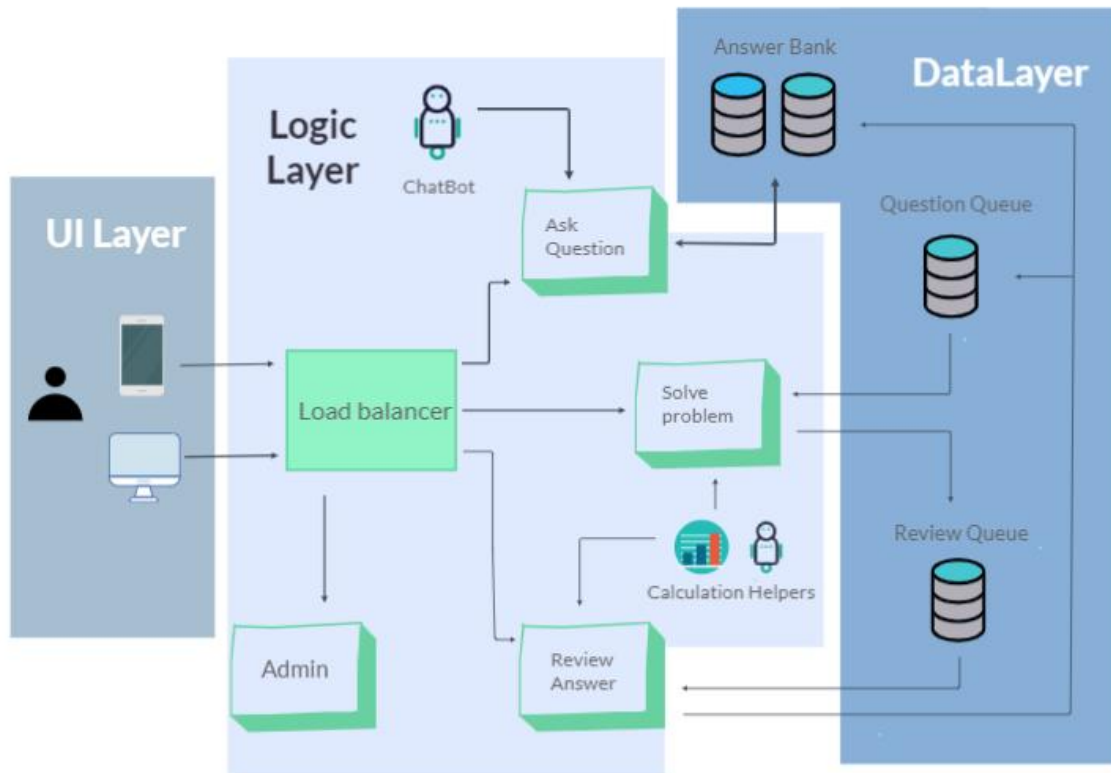 Answer Bank
DataLayer
Logic
Layer
ChatBot
UI Layer
Ask
Question
Question Queue
Load balancer
Solve
problem
Review Queue
Calculation Helpers
Admin
Review
Answer